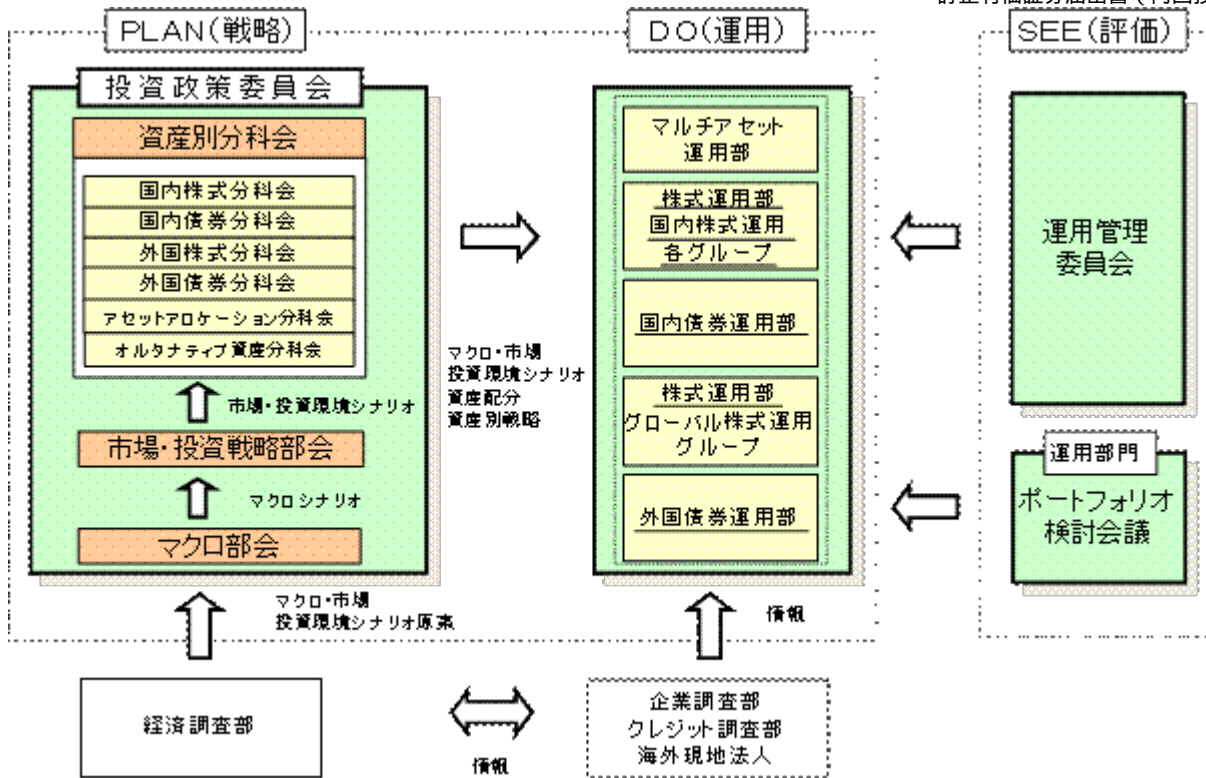 PLAN(戦略)
投資政策委員会
資産別分科会
国内株式分科会
国内債券分科会
外国株式分科会
外国債券分科会
アセットアロケーション分科会
オルタナティブ資産分科会
市場・投資環境シナリオ
市場・投資戦略部会
マクロシナリオ
マクロ部会
マクロ・市場
投資環境シナリオ原案
経済調査部
マクロ・市場
投資環境シナリオ
資産配分
資産別戦略
DO(運用)
マルチアセット
運用部
株式運用部
国内株式運用
各グループ
国内債券運用部
株式運用部
グローバル株式運用
グループ
外国債券運用部
情報
情報
企業調査部
クレジット調査部
海外現地法人
SEE(評価)
運用管理
委員会
運用部門
ポートフォリオ
検討会議